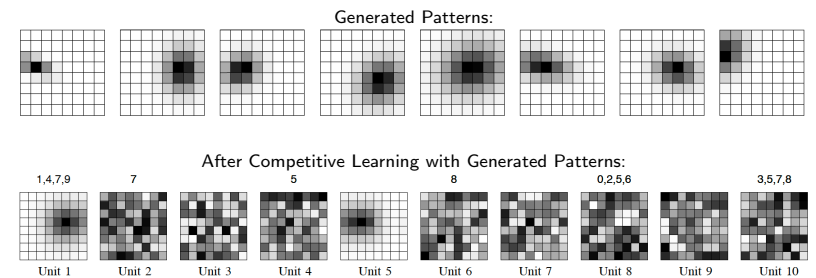 Generated Patterns:
After Competitive Learning with Generated Patterns:
1,4,7,9 7 5 8 0,2,5,6 3,5,7,8
Unit 1 Unit 2 Unit 3 Unit 4 Unit 5 Unit 6 Unit 7 Unit 8 Unit 9 Unit 10